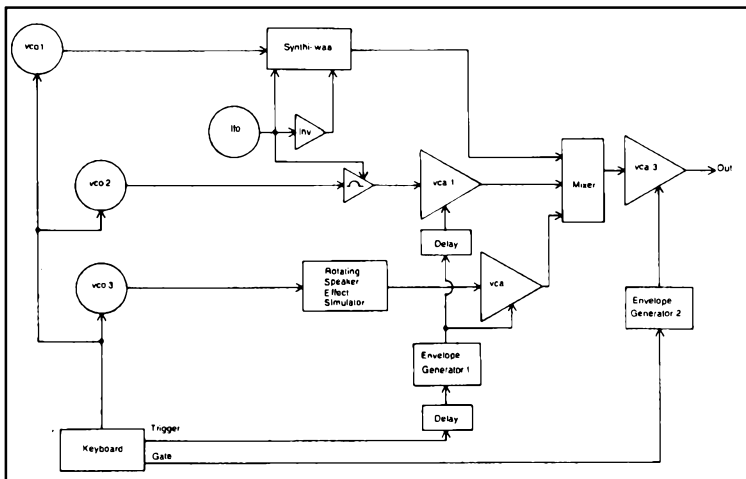 vco 1
Synthi-waa
lfo
Inv
vco 2
vca 1
Mixer
vca 3
Out
Delay
vco 3
Rotating
Speaker
Effect
Simulator
vca
Envelope
Generator 2
Envelope
Generator 1
Delay
Trigger
Keyboard
Gate